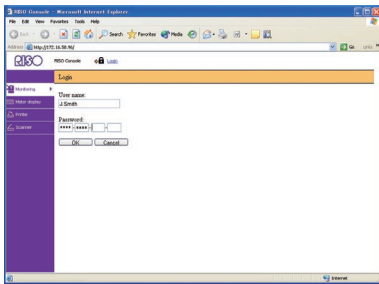 RISO Console - Microsoft Internet Explorer
File Edit View Favorites Tools Help
Back Search Favorites Media
Address http://172.16.58.96/ Go Links
RISO RISO Console Login
Login
Monitoring
Meter display
Printer
Scanner
User name:
J.Smith
Password:
**** - **** - -
OK Cancel
Internet